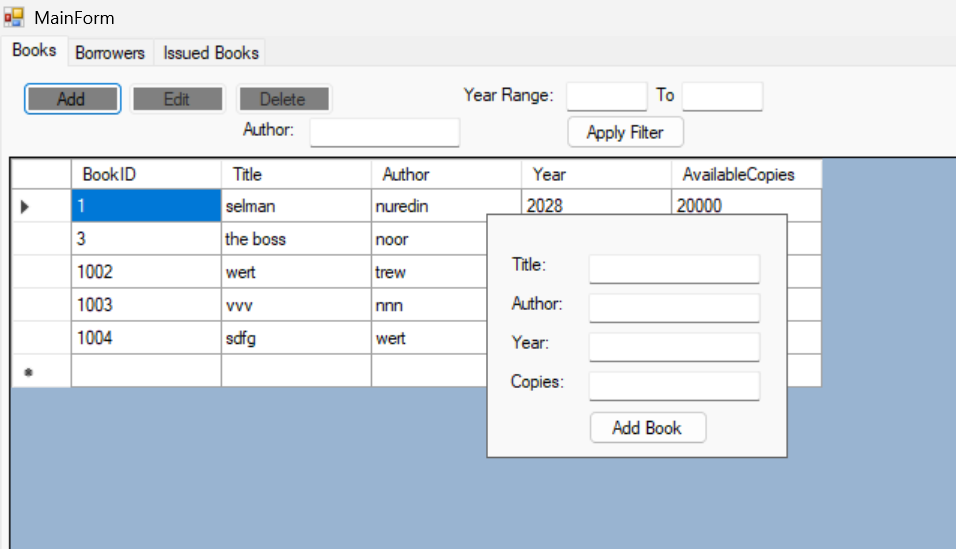 MainForm
Books Borrowers Issued Books
Add Edit Delete Year Range: To
Author: Apply Filter
BookID Title Author Year AvailableCopies
1 selman nuredin 2028 20000
3 the boss noor
1002 wert trew
1003 vvv nnn
1004 sdfg wert
Title:
Author:
Year:
Copies:
Add Book